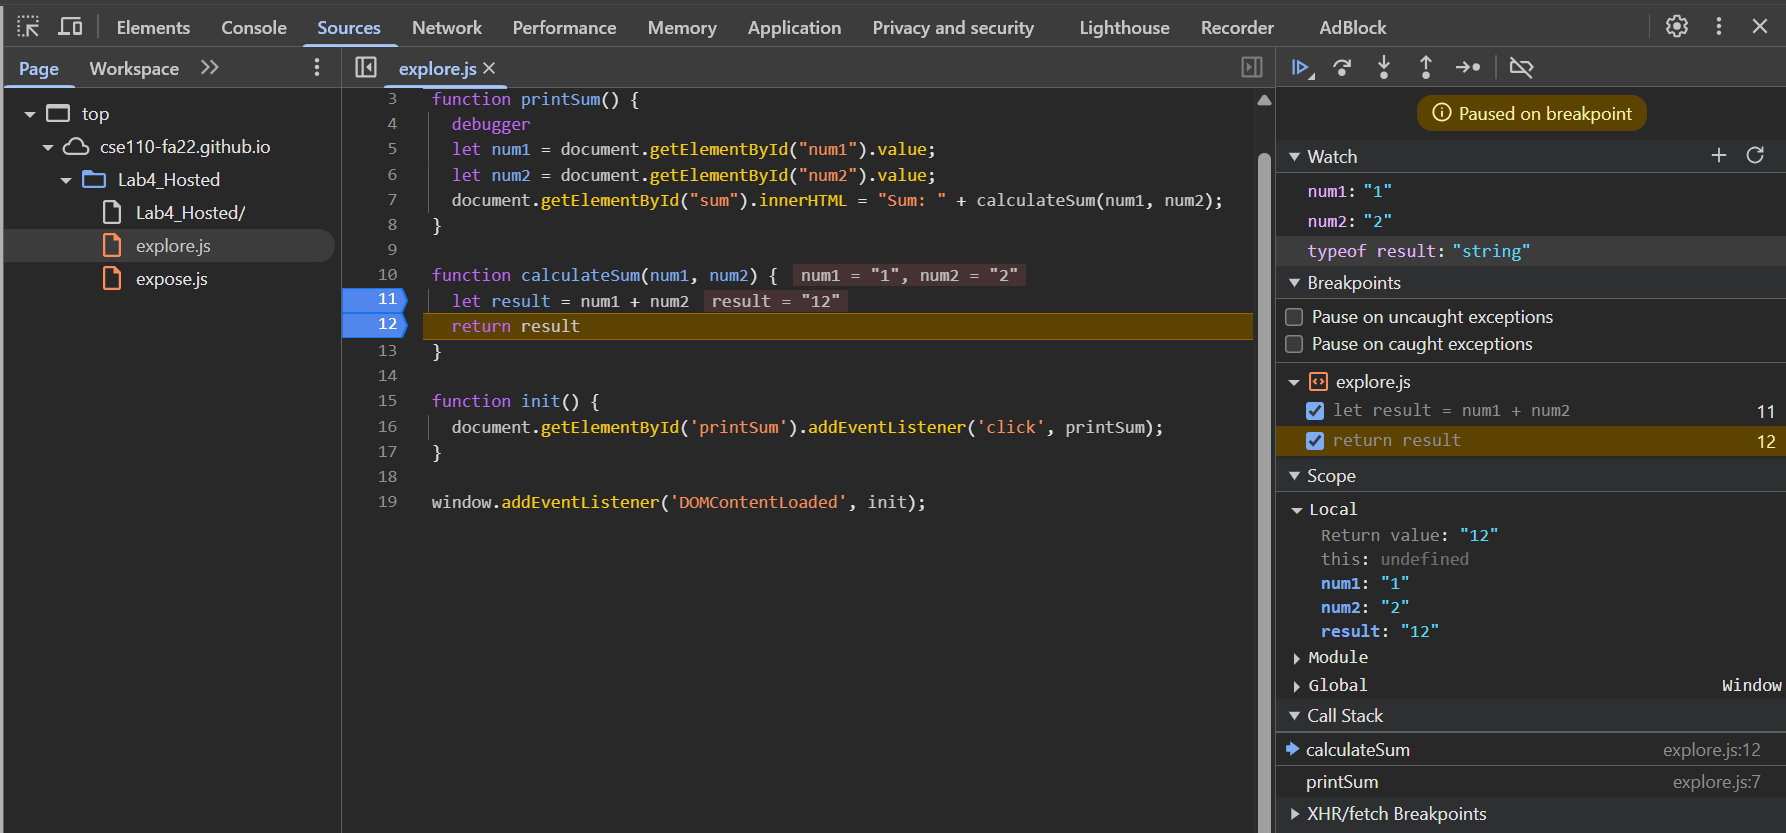 Elements Console Sources Network Performance Memory Application Privacy and security Lighthouse Recorder AdBlock
Page Workspace
top
cse110-fa22.github.io
Lab4_Hosted
Lab4_Hosted/
explore.js
expose.js
explore.js
3 function printSum() {
4 debugger
5 let num1 = document.getElementById("num1").value;
6 let num2 = document.getElementById("num2").value;
7 document.getElementById("sum").innerHTML = "Sum: " + calculateSum(num1, num2);
8 }
9
10 function calculateSum(num1, num2) { num1 = "1", num2 = "2"
11 let result = num1 + num2 result = "12"
12 return result
13 }
14
15 function init() {
16 document.getElementById('printSum').addEventListener('click', printSum);
17 }
18
19 window.addEventListener('DOMContentLoaded', init);
Paused on breakpoint
Watch
num1: "1"
num2: "2"
typeof result: "string"
Breakpoints
Pause on uncaught exceptions
Pause on caught exceptions
explore.js
let result = num1 + num2 11
return result 12
Scope
Local
Return value: "12"
this: undefined
num1: "1"
num2: "2"
result: "12"
Module
Global Window
Call Stack
calculateSum explore.js:12
printSum explore.js:7
XHR/fetch Breakpoints